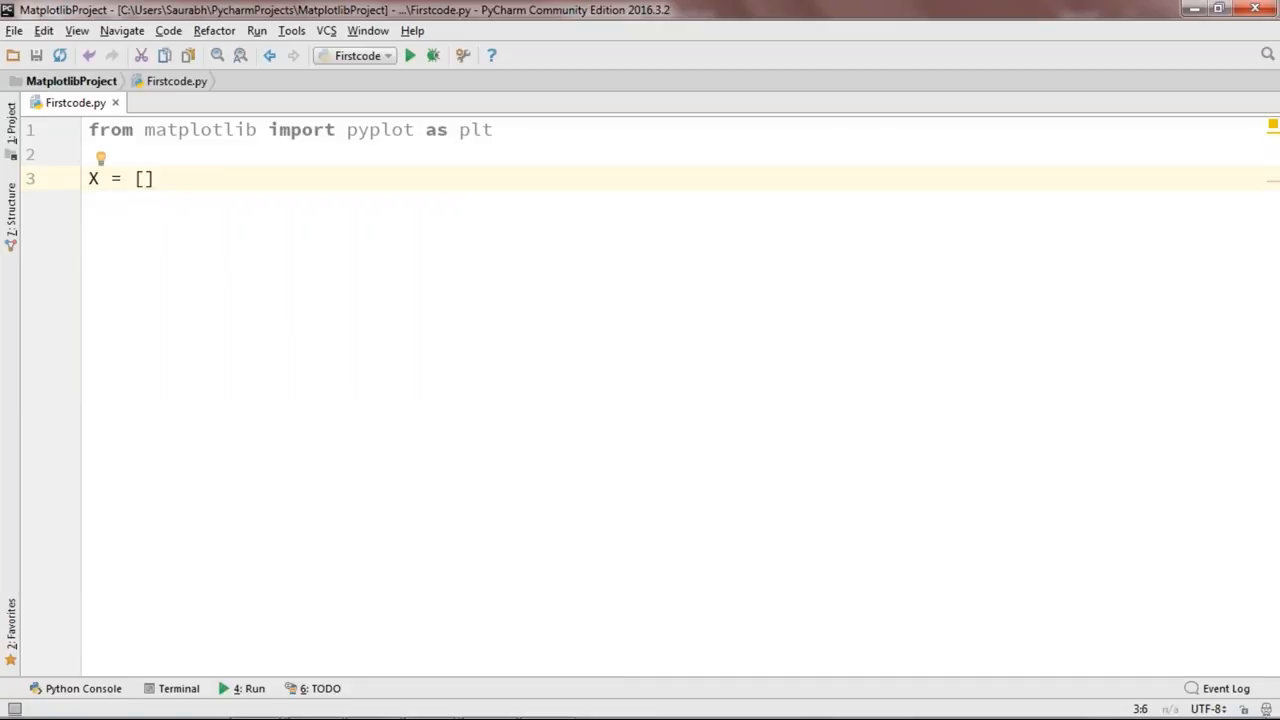 MatplotlibProject - [C:\Users\Saurabh\PycharmProjects\MatplotlibProject] - ...\Firstcode.py - PyCharm Community Edition 2016.3.2
File Edit View Navigate Code Refactor Run Tools VCS Window Help
Firstcode
MatplotlibProject Firstcode.py
Firstcode.py
1: Project
7: Structure
2: Favorites
1 from matplotlib import pyplot as plt
2
3 X = []
Python Console Terminal 4: Run 6: TODO Event Log
3:6 n/a UTF-8